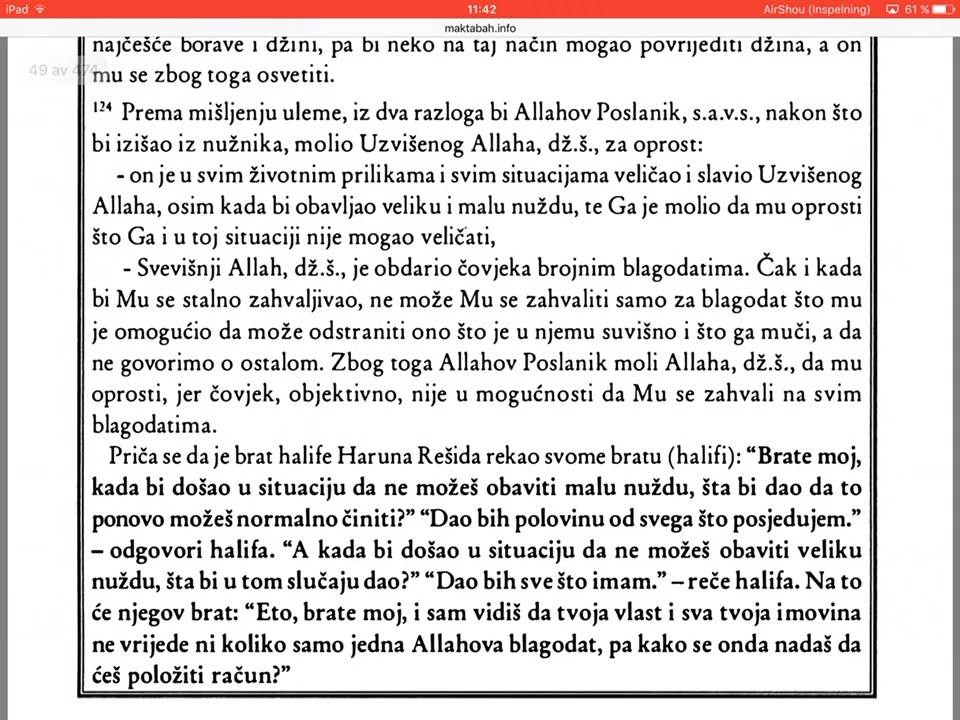 iPad 11:42 AirShou (Inspelning) 61 %
maktabah.info
najčešće borave i džini, pa bi neko na taj način mogao povrijediti džina, a on
49 av 474
mu se zbog toga osvetiti.
124 Prema mišljenju uleme, iz dva razloga bi Allahov Poslanik, s.a.v.s., nakon što
bi izišao iz nužnika, molio Uzvišenog Allaha, dž.š., za oprost:
- on je u svim životnim prilikama i svim situacijama veličao i slavio Uzvišenog
Allaha, osim kada bi obavljao veliku i malu nuždu, te Ga je molio da mu oprosti
što Ga i u toj situaciji nije mogao veličati,
- Svevišnji Allah, dž.š., je obdario čovjeka brojnim blagodatima. Čak i kada
bi Mu se stalno zahvaljivao, ne može Mu se zahvaliti samo za blagodat što mu
je omogućio da može odstraniti ono što je u njemu suvišno i što ga muči, a da
ne govorimo o ostalom. Zbog toga Allahov Poslanik moli Allaha, dž.š., da mu
oprosti, jer čovjek, objektivno, nije u mogućnosti da Mu se zahvali na svim
blagodatima.
Priča se da je brat halife Haruna Rešida rekao svome bratu (halifi): “Brate moj,
kada bi došao u situaciju da ne možeš obaviti malu nuždu, šta bi dao da to
ponovo možeš normalno činiti?” “Dao bih polovinu od svega što posjedujem.”
– odgovori halifa. “A kada bi došao u situaciju da ne možeš obaviti veliku
nuždu, šta bi u tom slučaju dao?” “Dao bih sve što imam.” – reče halifa. Na to
će njegov brat: “Eto, brate moj, i sam vidiš da tvoja vlast i sva tvoja imovina
ne vrijede ni koliko samo jedna Allahova blagodat, pa kako se onda nadaš da
ćeš položiti račun?”